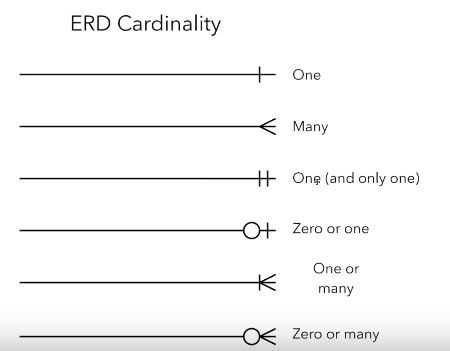 ERD Cardinality
One
Many
One (and only one)
Zero or one
One or
many
Zero or many